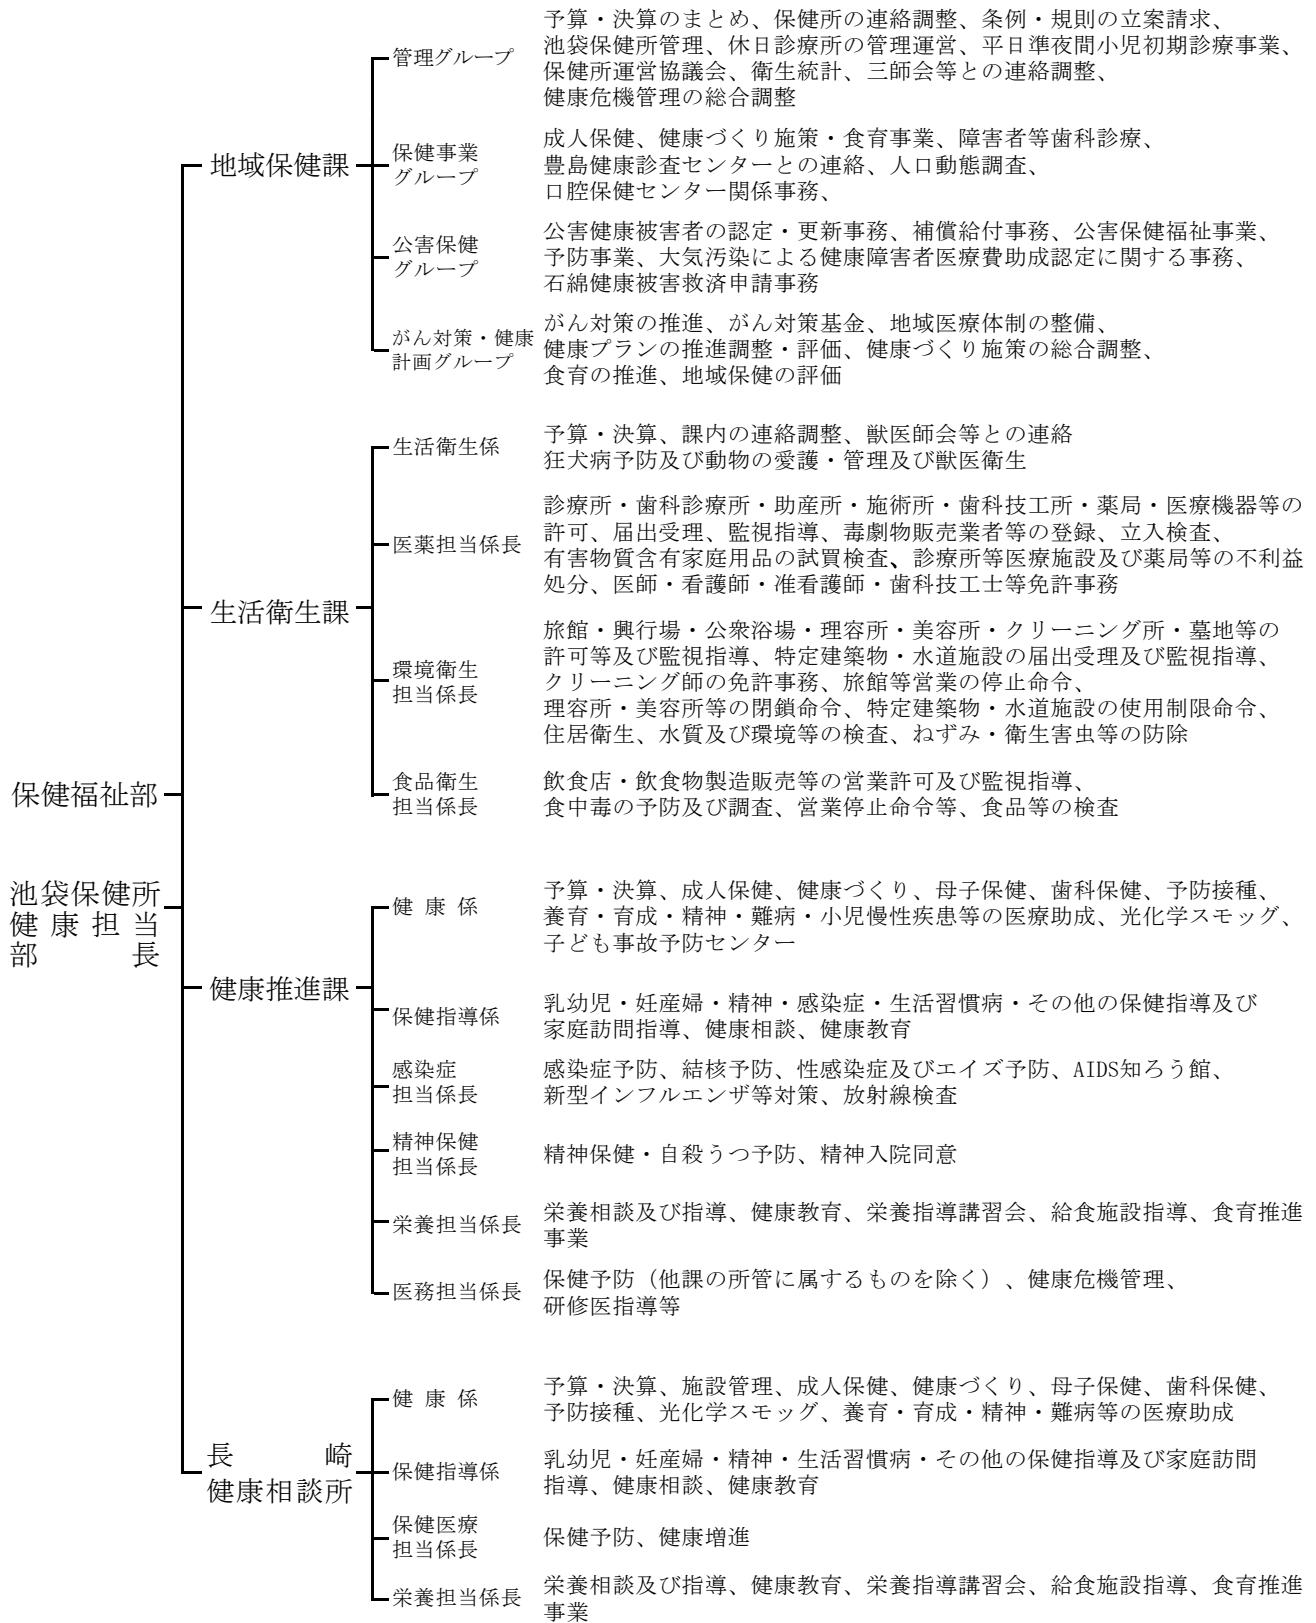 保健福祉部
池袋保健所
健康担当
部長
地域保健課
管理グループ
予算・決算のまとめ、保健所の連絡調整、条例・規則の立案請求、
池袋保健所管理、休日診療所の管理運営、平日準夜間小児初期診療事業、
保健所運営協議会、衛生統計、三師会等との連絡調整、
健康危機管理の総合調整
保健事業
グループ
成人保健、健康づくり施策・食育事業、障害者等歯科診療、
豊島健康診査センターとの連絡、人口動態調査、
口腔保健センター関係事務、
公害保健
グループ
公害健康被害者の認定・更新事務、補償給付事務、公害保健福祉事業、
予防事業、大気汚染による健康障害者医療費助成認定に関する事務、
石綿健康被害救済申請事務
がん対策・健康
計画グループ
がん対策の推進、がん対策基金、地域医療体制の整備、
健康プランの推進調整・評価、健康づくり施策の総合調整、
食育の推進、地域保健の評価
生活衛生課
生活衛生係
予算・決算、課内の連絡調整、獣医師会等との連絡
狂犬病予防及び動物の愛護・管理及び獣医衛生
医薬担当係長
診療所・歯科診療所・助産所・施術所・歯科技工所・薬局・医療機器等の
許可、届出受理、監視指導、毒劇物販売業者等の登録、立入検査、
有害物質含有家庭用品の試買検査、診療所等医療施設及び薬局等の不利益
処分、医師・看護師・准看護師・歯科技工士等免許事務
環境衛生
担当係長
旅館・興行場・公衆浴場・理容所・美容所・クリーニング所・墓地等の
許可等及び監視指導、特定建築物・水道施設の届出受理及び監視指導、
クリーニング師の免許事務、旅館等営業の停止命令、
理容所・美容所等の閉鎖命令、特定建築物・水道施設の使用制限命令、
住居衛生、水質及び環境等の検査、ねずみ・衛生害虫等の防除
食品衛生
担当係長
飲食店・飲食物製造販売等の営業許可及び監視指導、
食中毒の予防及び調査、営業停止命令等、食品等の検査
健康推進課
健康係
予算・決算、成人保健、健康づくり、母子保健、歯科保健、予防接種、
養育・育成・精神・難病・小児慢性疾患等の医療助成、光化学スモッグ、
子ども事故予防センター
保健指導係
乳幼児・妊産婦・精神・感染症・生活習慣病・その他の保健指導及び
家庭訪問指導、健康相談、健康教育
感染症
担当係長
感染症予防、結核予防、性感染症及びエイズ予防、AIDS知ろう館、
新型インフルエンザ等対策、放射線検査
精神保健
担当係長
精神保健・自殺うつ予防、精神入院同意
栄養担当係長
栄養相談及び指導、健康教育、栄養指導講習会、給食施設指導、食育推進
事業
医務担当係長
保健予防（他課の所管に属するものを除く）、健康危機管理、
研修医指導等
長崎
健康相談所
健康係
予算・決算、施設管理、成人保健、健康づくり、母子保健、歯科保健、
予防接種、光化学スモッグ、養育・育成・精神・難病等の医療助成
保健指導係
乳幼児・妊産婦・精神・生活習慣病・その他の保健指導及び家庭訪問
指導、健康相談、健康教育
保健医療
担当係長
保健予防、健康増進
栄養担当係長
栄養相談及び指導、健康教育、栄養指導講習会、給食施設指導、食育推進
事業